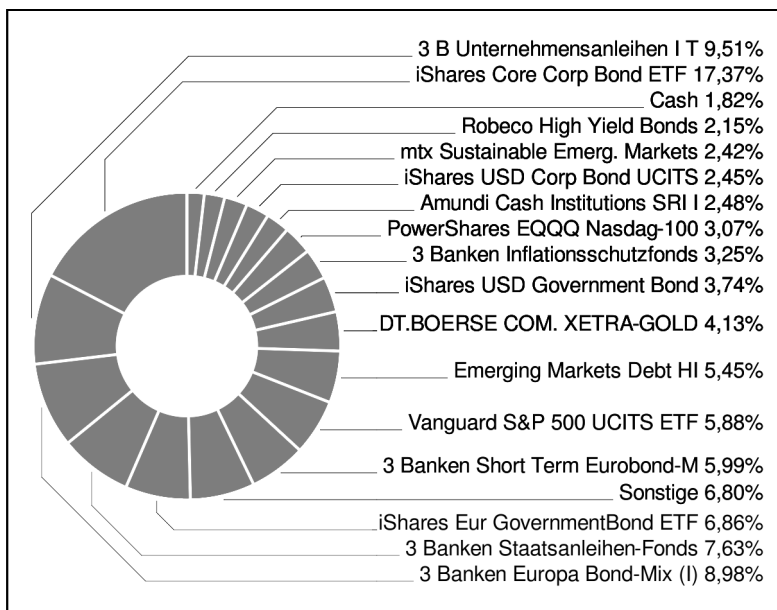 3 B Unternehmensanleihen I T 9,51%
iShares Core Corp Bond ETF 17,37%
Cash 1,82%
Robeco High Yield Bonds 2,15%
mtx Sustainable Emerg. Markets 2,42%
iShares USD Corp Bond UCITS 2,45%
Amundi Cash Institutions SRI I 2,48%
PowerShares EQQQ Nasdag-100 3,07%
3 Banken Inflationsschutzfonds 3,25%
iShares USD Government Bond 3,74%
DT.BOERSE COM. XETRA-GOLD 4,13%
Emerging Markets Debt HI 5,45%
Vanguard S&P 500 UCITS ETF 5,88%
3 Banken Short Term Eurobond-M 5,99%
Sonstige 6,80%
iShares Eur GovernmentBond ETF 6,86%
3 Banken Staatsanleihen-Fonds 7,63%
3 Banken Europa Bond-Mix (I) 8,98%